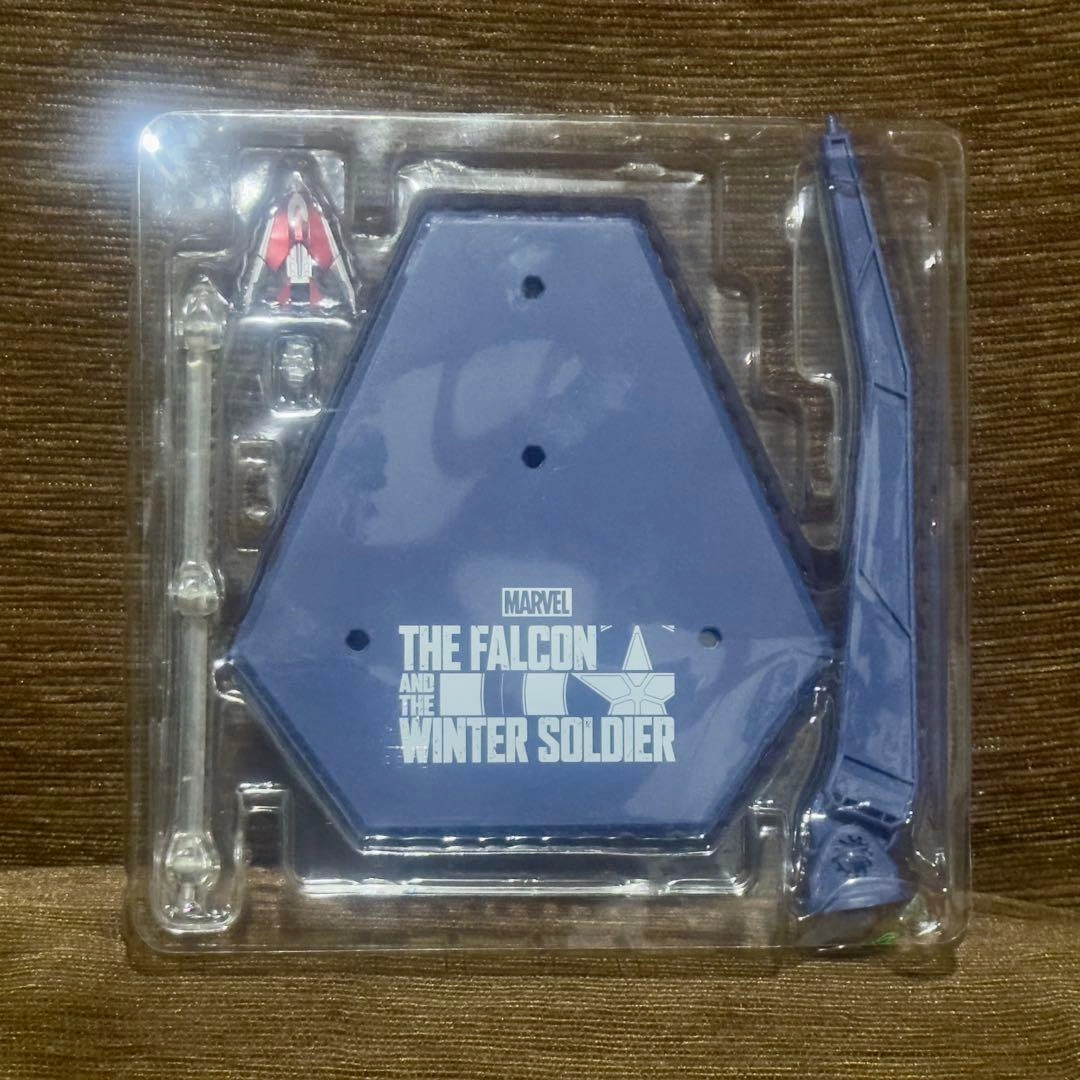 MARVEL
THE FALCON
AND
THE
WINTER SOLDIER